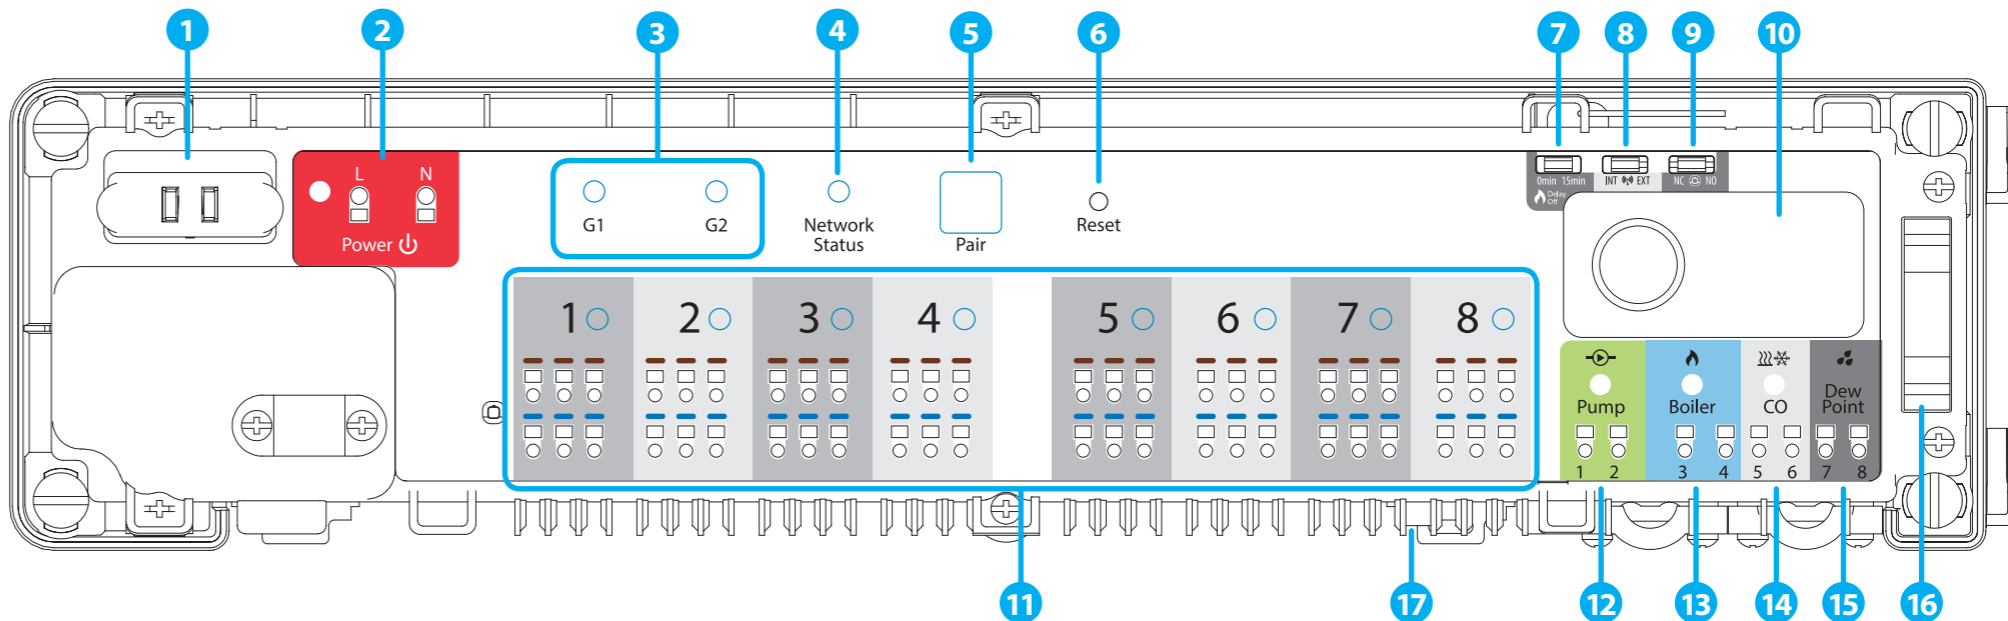 1 2 3 4 5 6 7 8 9 10
L N
Power
G1 G2
Network
Status
Pair
Reset
0min 15min
Delay
Off
INT EXT
NC NO
1 2 3 4 5 6 7 8
Pump
Boiler
CO
Dew
Point
1 2 3 4 5 6 7 8
11 17 12 13 14 15 16